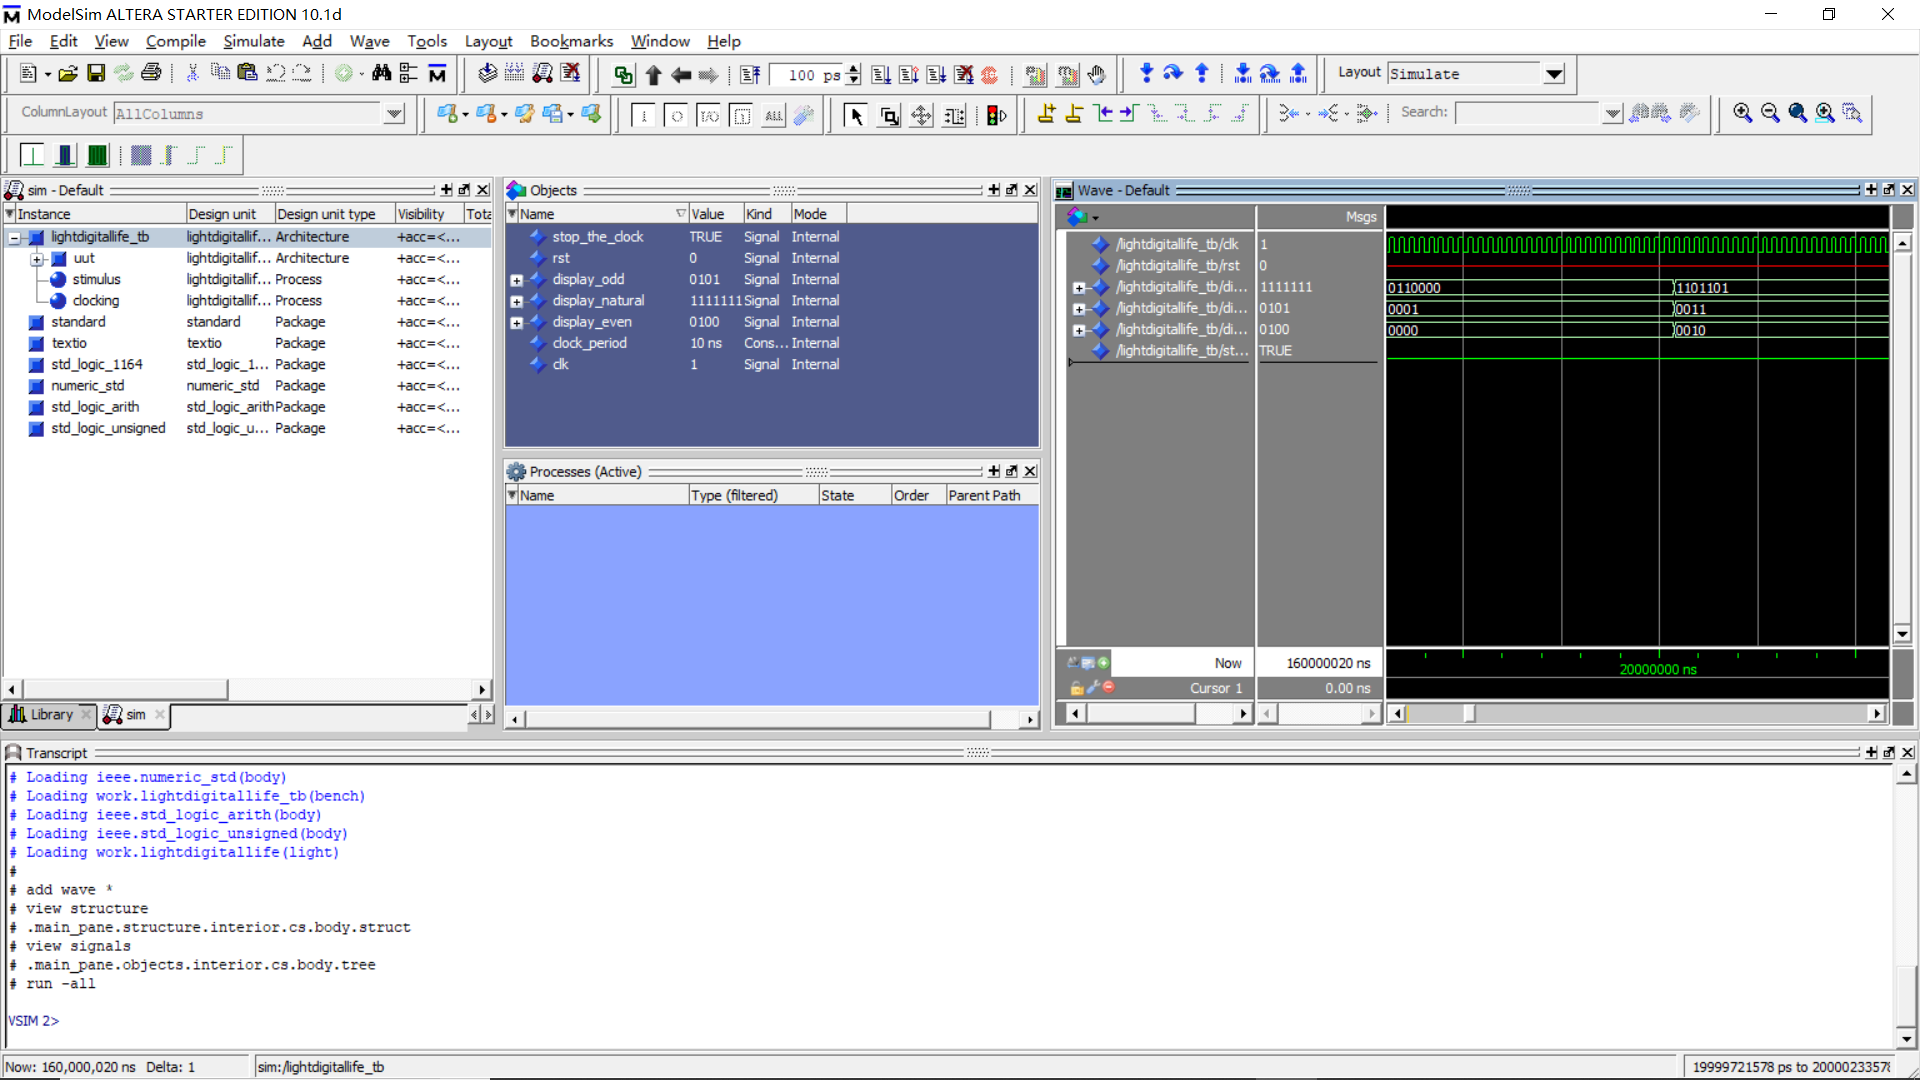 ModelSim ALTERA STARTER EDITION 10.1d
File Edit View Compile Simulate Add Wave Tools Layout Bookmarks Window Help
100 ps
Layout Simulate
ColumnLayout AllColumns
Search:
sim - Default
Instance Design unit Design unit type Visibility Tota
lightdigitallife_tb lightdigitallif... Architecture +acc=<...
uut lightdigitallif... Architecture +acc=<...
stimulus lightdigitallif... Process +acc=<...
clocking lightdigitallif... Process +acc=<...
standard standard Package +acc=<...
textio textio Package +acc=<...
std_logic_1164 std_logic_1... Package +acc=<...
numeric_std numeric_std Package +acc=<...
std_logic_arith std_logic_arith Package +acc=<...
std_logic_unsigned std_logic_u... Package +acc=<...
Library sim
Objects
Name Value Kind Mode
stop_the_clock TRUE Signal Internal
rst 0 Signal Internal
display_odd 0101 Signal Internal
display_natural 1111111 Signal Internal
display_even 0100 Signal Internal
clock_period 10 ns Cons... Internal
clk 1 Signal Internal
Processes (Active)
Name Type (filtered) State Order Parent Path
Wave - Default
Msgs
/lightdigitallife_tb/clk 1
/lightdigitallife_tb/rst 0
/lightdigitallife_tb/di... 1111111 0110000 1101101
/lightdigitallife_tb/di... 0101 0001 0011
/lightdigitallife_tb/di... 0100 0000 0010
/lightdigitallife_tb/st... TRUE
Now 160000020 ns 20000000 ns
Cursor 1 0.00 ns
Transcript
# Loading ieee.numeric_std(body)
# Loading work.lightdigitallife_tb(bench)
# Loading ieee.std_logic_arith(body)
# Loading ieee.std_logic_unsigned(body)
# Loading work.lightdigitallife(light)
#
# add wave *
# view structure
# .main_pane.structure.interior.cs.body.struct
# view signals
# .main_pane.objects.interior.cs.body.tree
# run -all
VSIM 2>
Now: 160,000,020 ns Delta: 1 sim:/lightdigitallife_tb 19999721578 ps to 2000023357